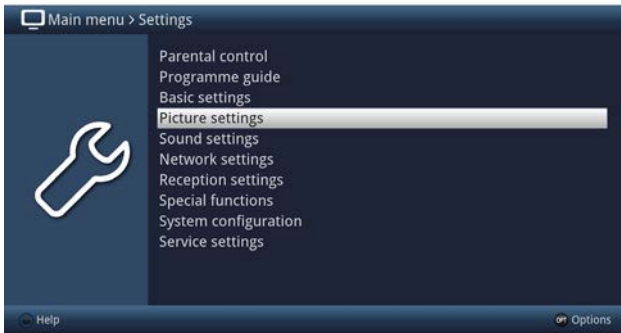 Main menu > Settings
Parental control
Programme guide
Basic settings
Picture settings
Sound settings
Network settings
Reception settings
Special functions
System configuration
Service settings
Help
OPT Options